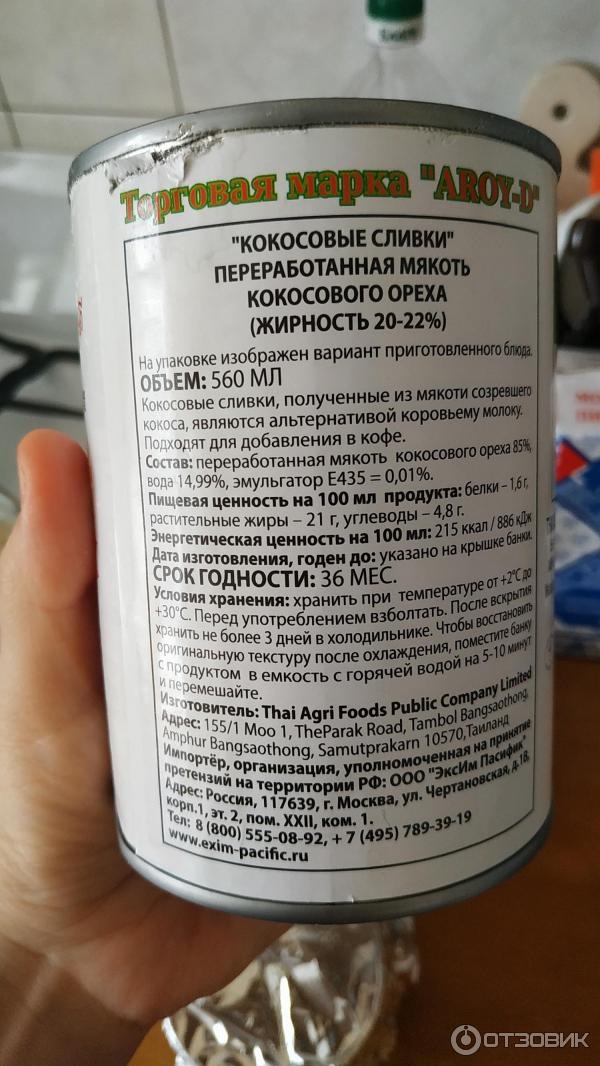 Торговая марка "AROY-D"
"КОКОСОВЫЕ СЛИВКИ"
ПЕРЕРАБОТАННАЯ МЯКОТЬ
КОКОСОВОГО ОРЕХА
(ЖИРНОСТЬ 20-22%)
На упаковке изображен вариант приготовленного блюда.
ОБЪЕМ: 560 МЛ
Кокосовые сливки, полученные из мякоти созревшего
кокоса, являются альтернативой коровьему молоку.
Подходят для добавления в кофе.
Состав: переработанная мякоть кокосового ореха 85%,
вода 14,99%, эмульгатор Е435 = 0,01%.
Пищевая ценность на 100 мл продукта: белки – 1,6 г,
растительные жиры – 21 г, углеводы – 4,8 г.
Энергетическая ценность на 100 мл: 215 ккал / 886 кДж
Дата изготовления, годен до: указано на крышке банки.
СРОК ГОДНОСТИ: 36 МЕС.
Условия хранения: хранить при температуре от +2°С до
+30°С. Перед употреблением взболтать. После вскрытия
хранить не более 3 дней в холодильнике. Чтобы восстановить
оригинальную текстуру после охлаждения, поместите банку
с продуктом в емкость с горячей водой на 5-10 минут
и перемешайте.
Изготовитель: Thai Agri Foods Public Company Limited
Адрес: 155/1 Moo 1, TheParak Road, Tambol Bangsaothong,
Amphur Bangsaothong, Samutprakarn 10570,Таиланд
Импортёр, организация, уполномоченная на принятие
претензий на территории РФ: ООО "ЭксИм Пасифик"
Адрес: Россия, 117639, г. Москва, ул. Чертановская, д.1В,
корп.1, эт. 2, пом. XXII, ком. 1.
Тел: 8 (800) 555-08-92, + 7 (495) 789-39-19
www.exim-pacific.ru
ОТЗОВИК